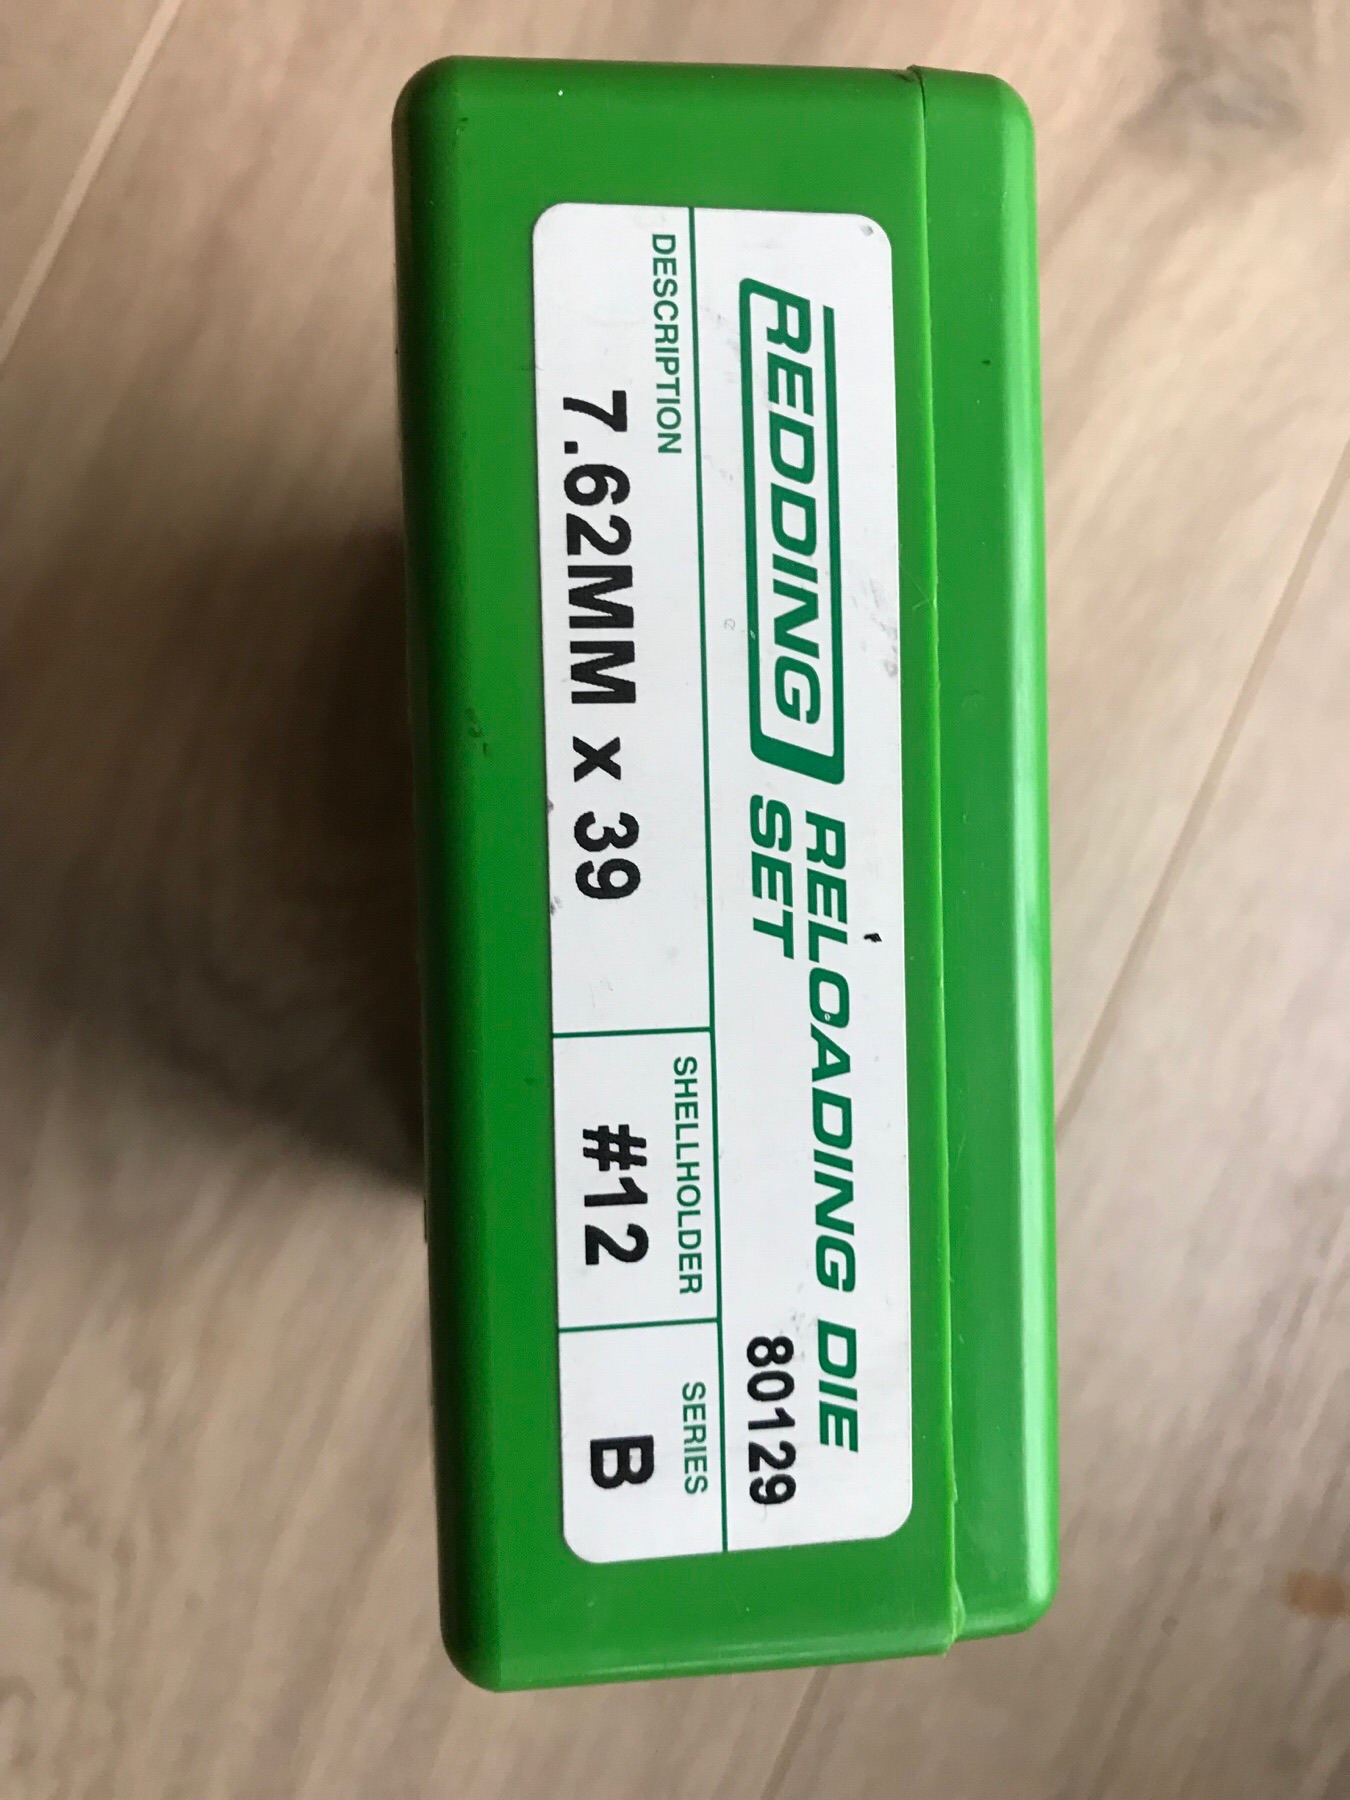 REDDING RELOADING DIE
SET 80129
DESCRIPTION SHELLHOLDER SERIES
7.62MM x 39 #12 B